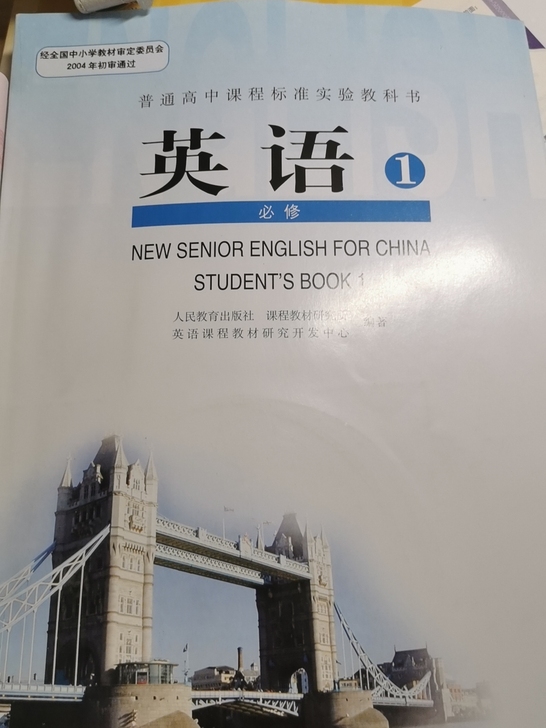 经全国中小学教材审定委员会
2004年初审通过
普通高中课程标准实验教科书
英语 1
必修
NEW SENIOR ENGLISH FOR CHINA
STUDENT'S BOOK 1
人民教育出版社 课程教材研究所
英语课程教材研究开发中心 编著